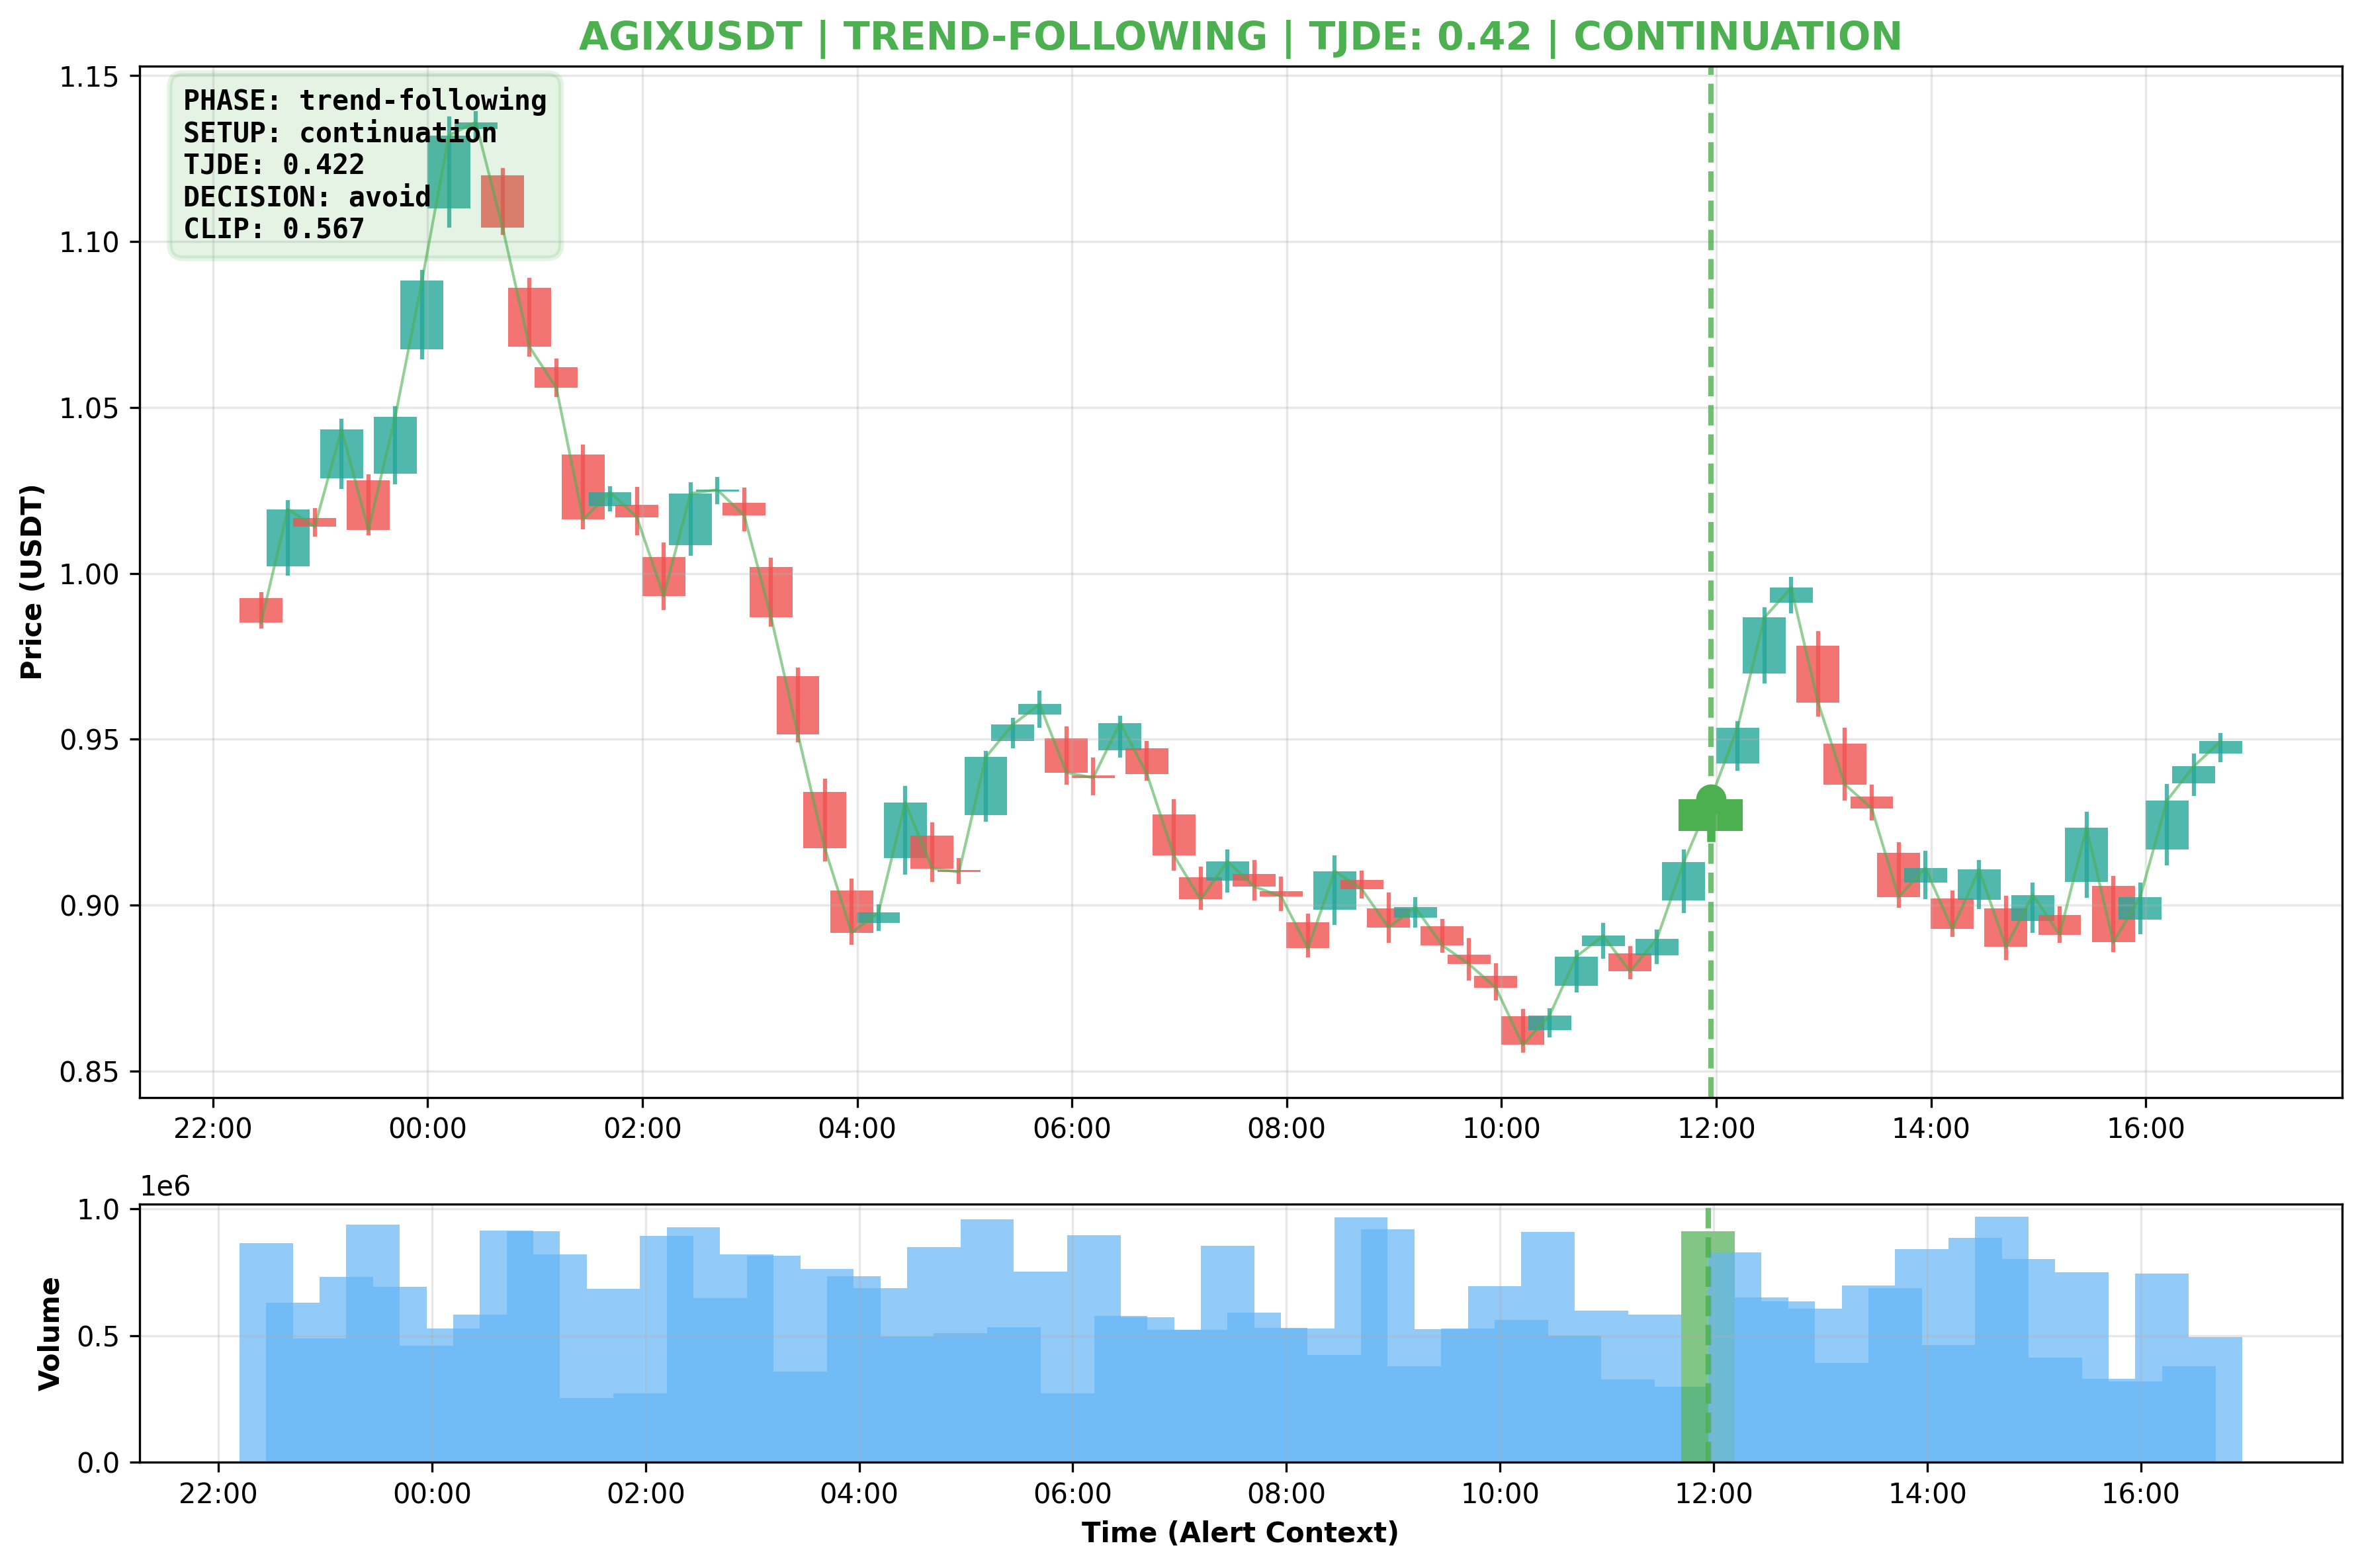 AGIXUSDT | TREND-FOLLOWING | TJDE: 0.42 | CONTINUATION
PHASE: trend-following
SETUP: continuation
TJDE: 0.422
DECISION: avoid
CLIP: 0.567
Price (USDT)
1.15
1.10
1.05
1.00
0.95
0.90
0.85
22:00 00:00 02:00 04:00 06:00 08:00 10:00 12:00 14:00 16:00
1e6
Volume
1.0
0.5
0.0
22:00 00:00 02:00 04:00 06:00 08:00 10:00 12:00 14:00 16:00
Time (Alert Context)